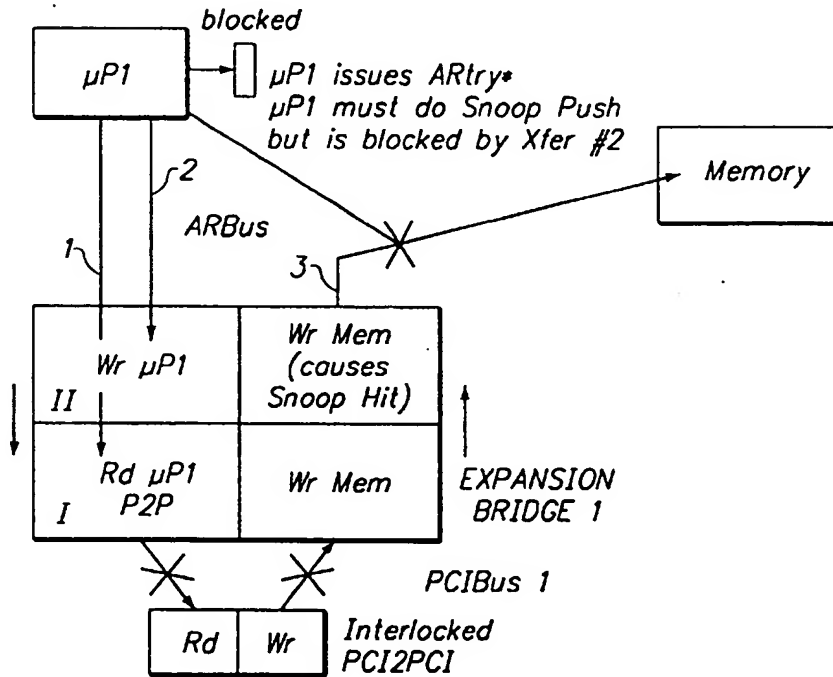 blocked
µP1
µP1 issues ARtry*
µP1 must do Snoop Push
but is blocked by Xfer #2
Memory
2
ARBus
1
3
Wr µP1
II
Wr Mem
(causes
Snoop Hit)
Rd µP1
P2P
I
Wr Mem
EXPANSION
BRIDGE 1
PCIBus 1
Rd
Wr
Interlocked
PCI2PCI